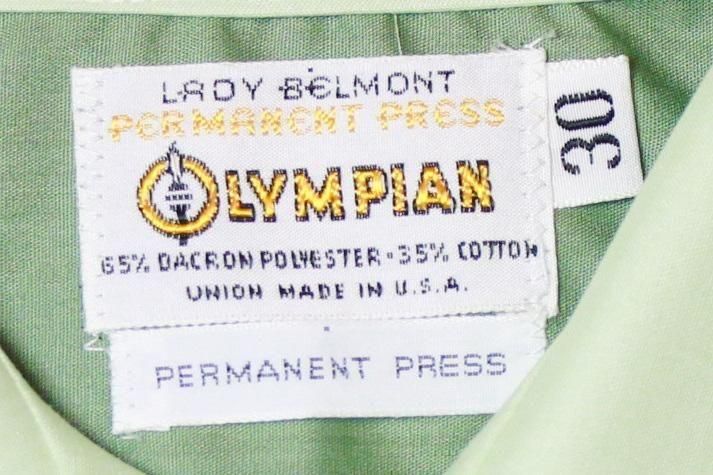 LADY BELMONT
PERMANENT PRESS
OLYMPIAN
65% DACRON POLYESTER-35% COTTON
UNION MADE IN U.S.A.
30
PERMANENT PRESS